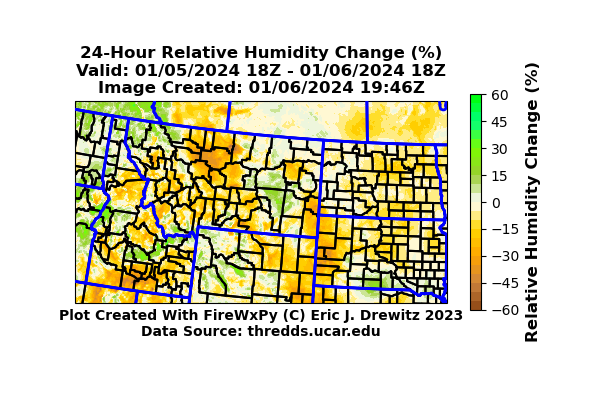 24-Hour Relative Humidity Change (%)
Valid: 01/05/2024 18Z - 01/06/2024 18Z
Image Created: 01/06/2024 19:46Z
60
45
30
15
0
−15
−30
−45
−60
Relative Humidity Change (%)
Plot Created With FireWxPy (C) Eric J. Drewitz 2023
Data Source: thredds.ucar.edu